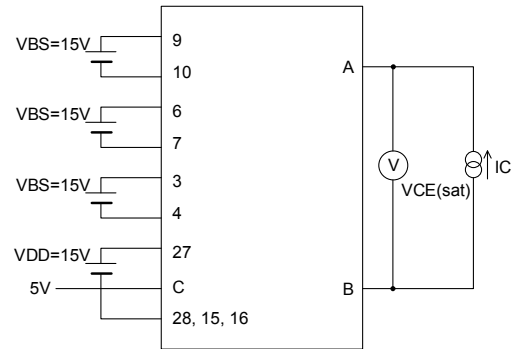 VBS=15V
9
10
VBS=15V
6
7
VBS=15V
3
4
VDD=15V
27
5V
C
28, 15, 16
A
V
VCE(sat)
IC
B